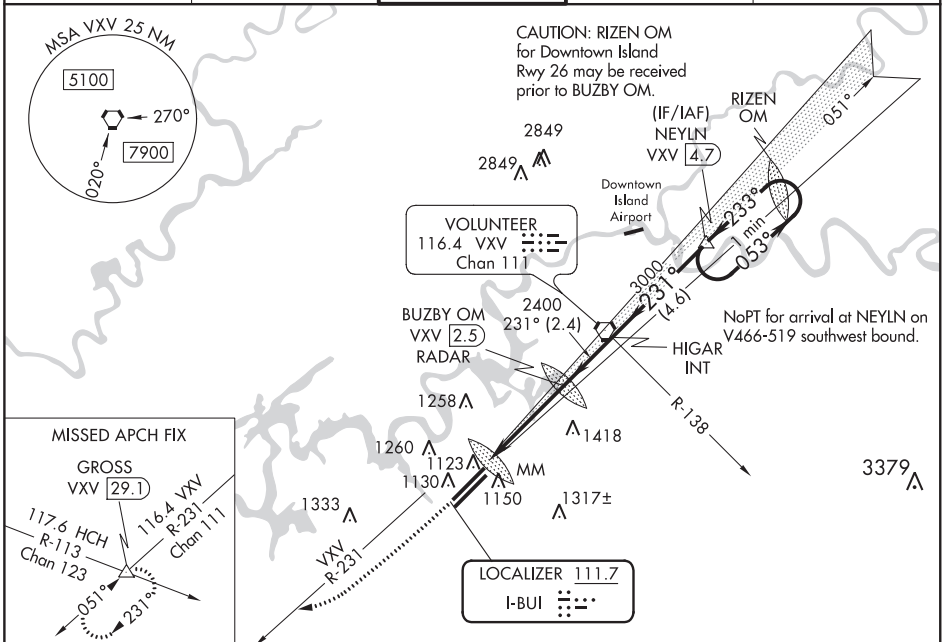 MSA VXV 25 NM
5100
270°
7900
020°
CAUTION: RIZEN OM
for Downtown Island
Rwy 26 may be received
prior to BUZBY OM.
2849
2849
(IF/IAF)
NEYLN
VXV 4.7
RIZEN
OM
051°
Downtown
Island
Airport
233°
1 min
053°
VOLUNTEER
116.4 VXV
Chan 111
3000
231°
(4.6)
2400
231° (2.4)
BUZBY OM
VXV 2.5
RADAR
HIGAR
INT
NoPT for arrival at NEYLN on
V466-519 southwest bound.
R-138
1258
1418
1260
1123
MM
1130
1150
1317±
1333
3379
VXV
R-231
LOCALIZER 111.7
I-BUI
MISSED APCH FIX
GROSS
VXV 29.1
117.6 HCH
R-113
Chan 123
116.4 VXV
R-231
Chan 111
051°
231°